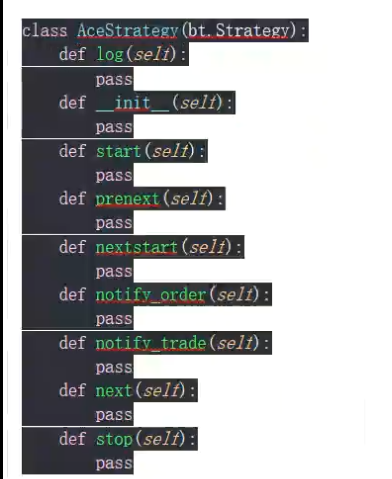 class AceStrategy(bt.Strategy):
    def log(self):
        pass
    def __init__(self):
        pass
    def start(self):
        pass
    def prenext(self):
        pass
    def nextstart(self):
        pass
    def notify_order(self):
        pass
    def notify_trade(self):
        pass
    def next(self):
        pass
    def stop(self):
        pass